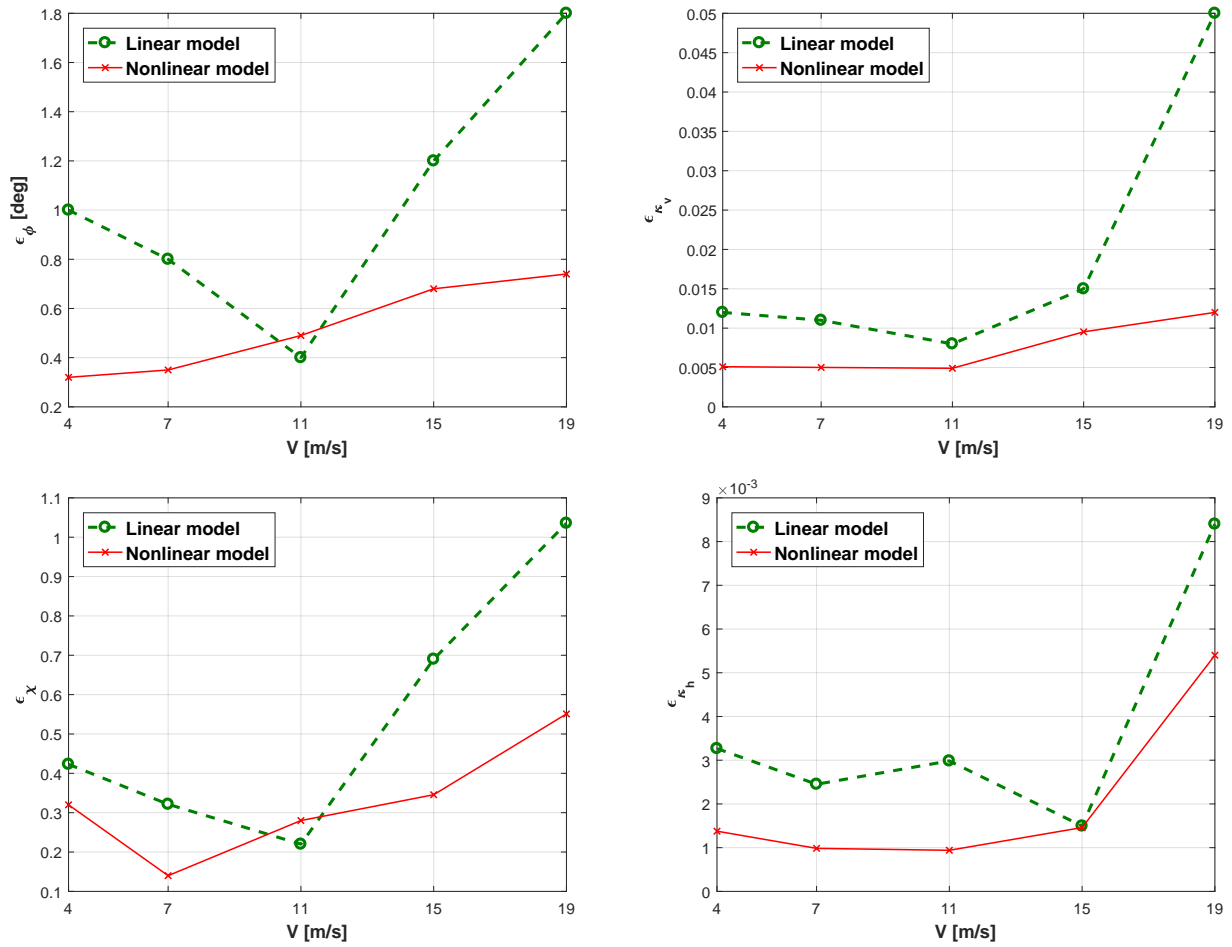 1.8
1.6
1.4
1.2
1
0.8
0.6
0.4
0.2
ϵ_ϕ [deg]
Linear model
Nonlinear model
4 7 11 15 19
V [m/s]
0.05
0.045
0.04
0.035
0.03
0.025
0.02
0.015
0.01
0.005
0
ϵ_κ_v
Linear model
Nonlinear model
4 7 11 15 19
V [m/s]
1.1
1
0.9
0.8
0.7
0.6
0.5
0.4
0.3
0.2
0.1
ϵ_χ
Linear model
Nonlinear model
4 7 11 15 19
V [m/s]
×10⁻³
9
8
7
6
5
4
3
2
1
0
ϵ_κ_h
Linear model
Nonlinear model
4 7 11 15 19
V [m/s]